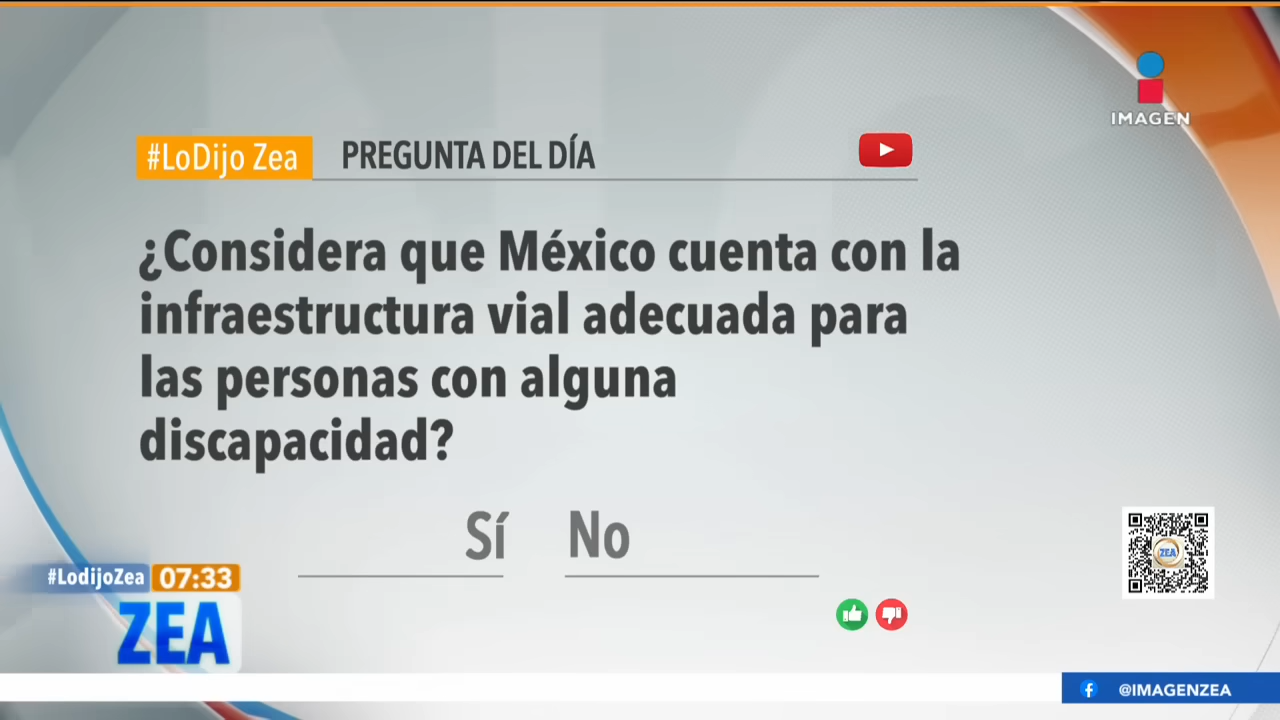 IMAGEN
#LoDijo Zea PREGUNTA DEL DÍA
¿Considera que México cuenta con la
infraestructura vial adecuada para
las personas con alguna
discapacidad?
Sí No
ZEA
#LodijoZea 07:33
ZEA
@IMAGENZEA